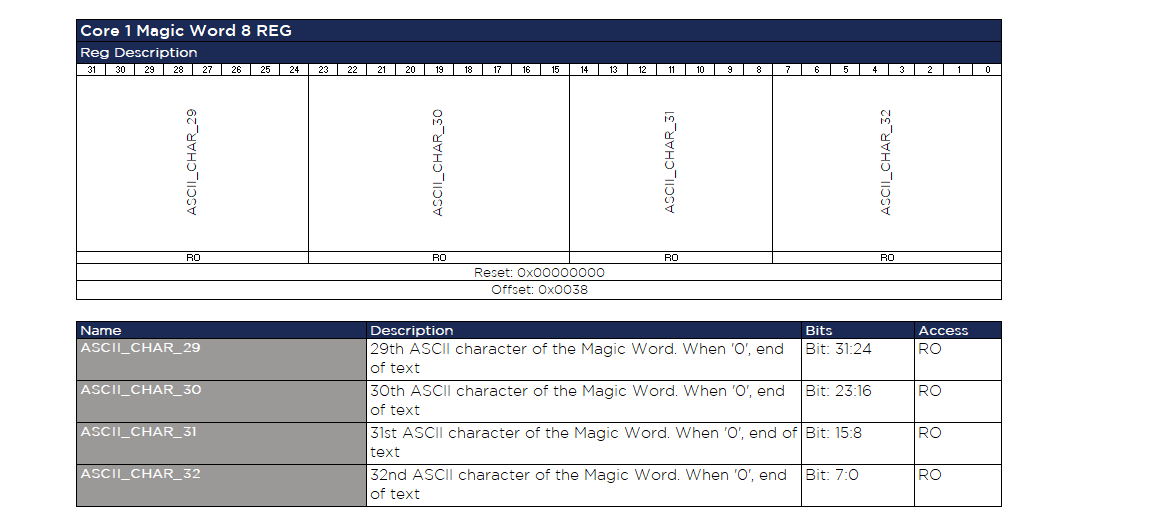 Core 1 Magic Word 8 REG
Reg Description
31 30 29 28 27 26 25 24 23 22 21 20 19 18 17 16 15 14 13 12 11 10 9 8 7 6 5 4 3 2 1 0
ASCII_CHAR_29 ASCII_CHAR_30 ASCII_CHAR_31 ASCII_CHAR_32
RO RO RO RO
Reset: 0x00000000
Offset: 0x0038
Name Description Bits Access
ASCII_CHAR_29 29th ASCII character of the Magic Word. When '0', end Bit: 31:24 RO
of text
ASCII_CHAR_30 30th ASCII character of the Magic Word. When '0', end Bit: 23:16 RO
of text
ASCII_CHAR_31 31st ASCII character of the Magic Word. When '0', end of Bit: 15:8 RO
text
ASCII_CHAR_32 32nd ASCII character of the Magic Word. When '0', end Bit: 7:0 RO
of text